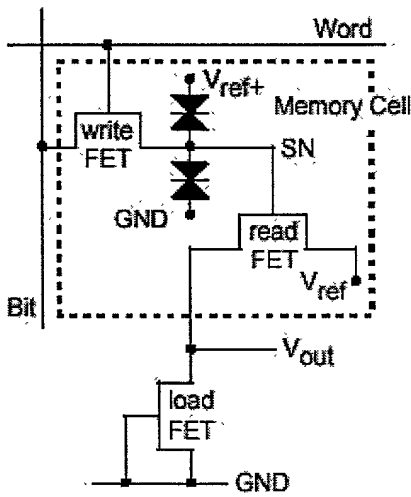 Word
Vref+
Memory Cell
write
FET
SN
GND
read
FET
Vref
Bit
Vout
load
FET
GND